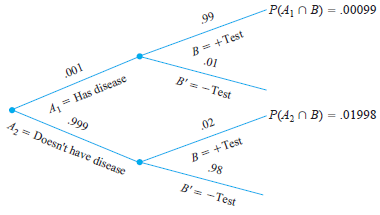 .99
P(A₁ ∩ B) = .00099
B = +Test
.001
.01
A₁ = Has disease
B' = −Test
.999
A₂ = Doesn't have disease
.02
P(A₂ ∩ B) = .01998
B = +Test
.98
B' = −Test